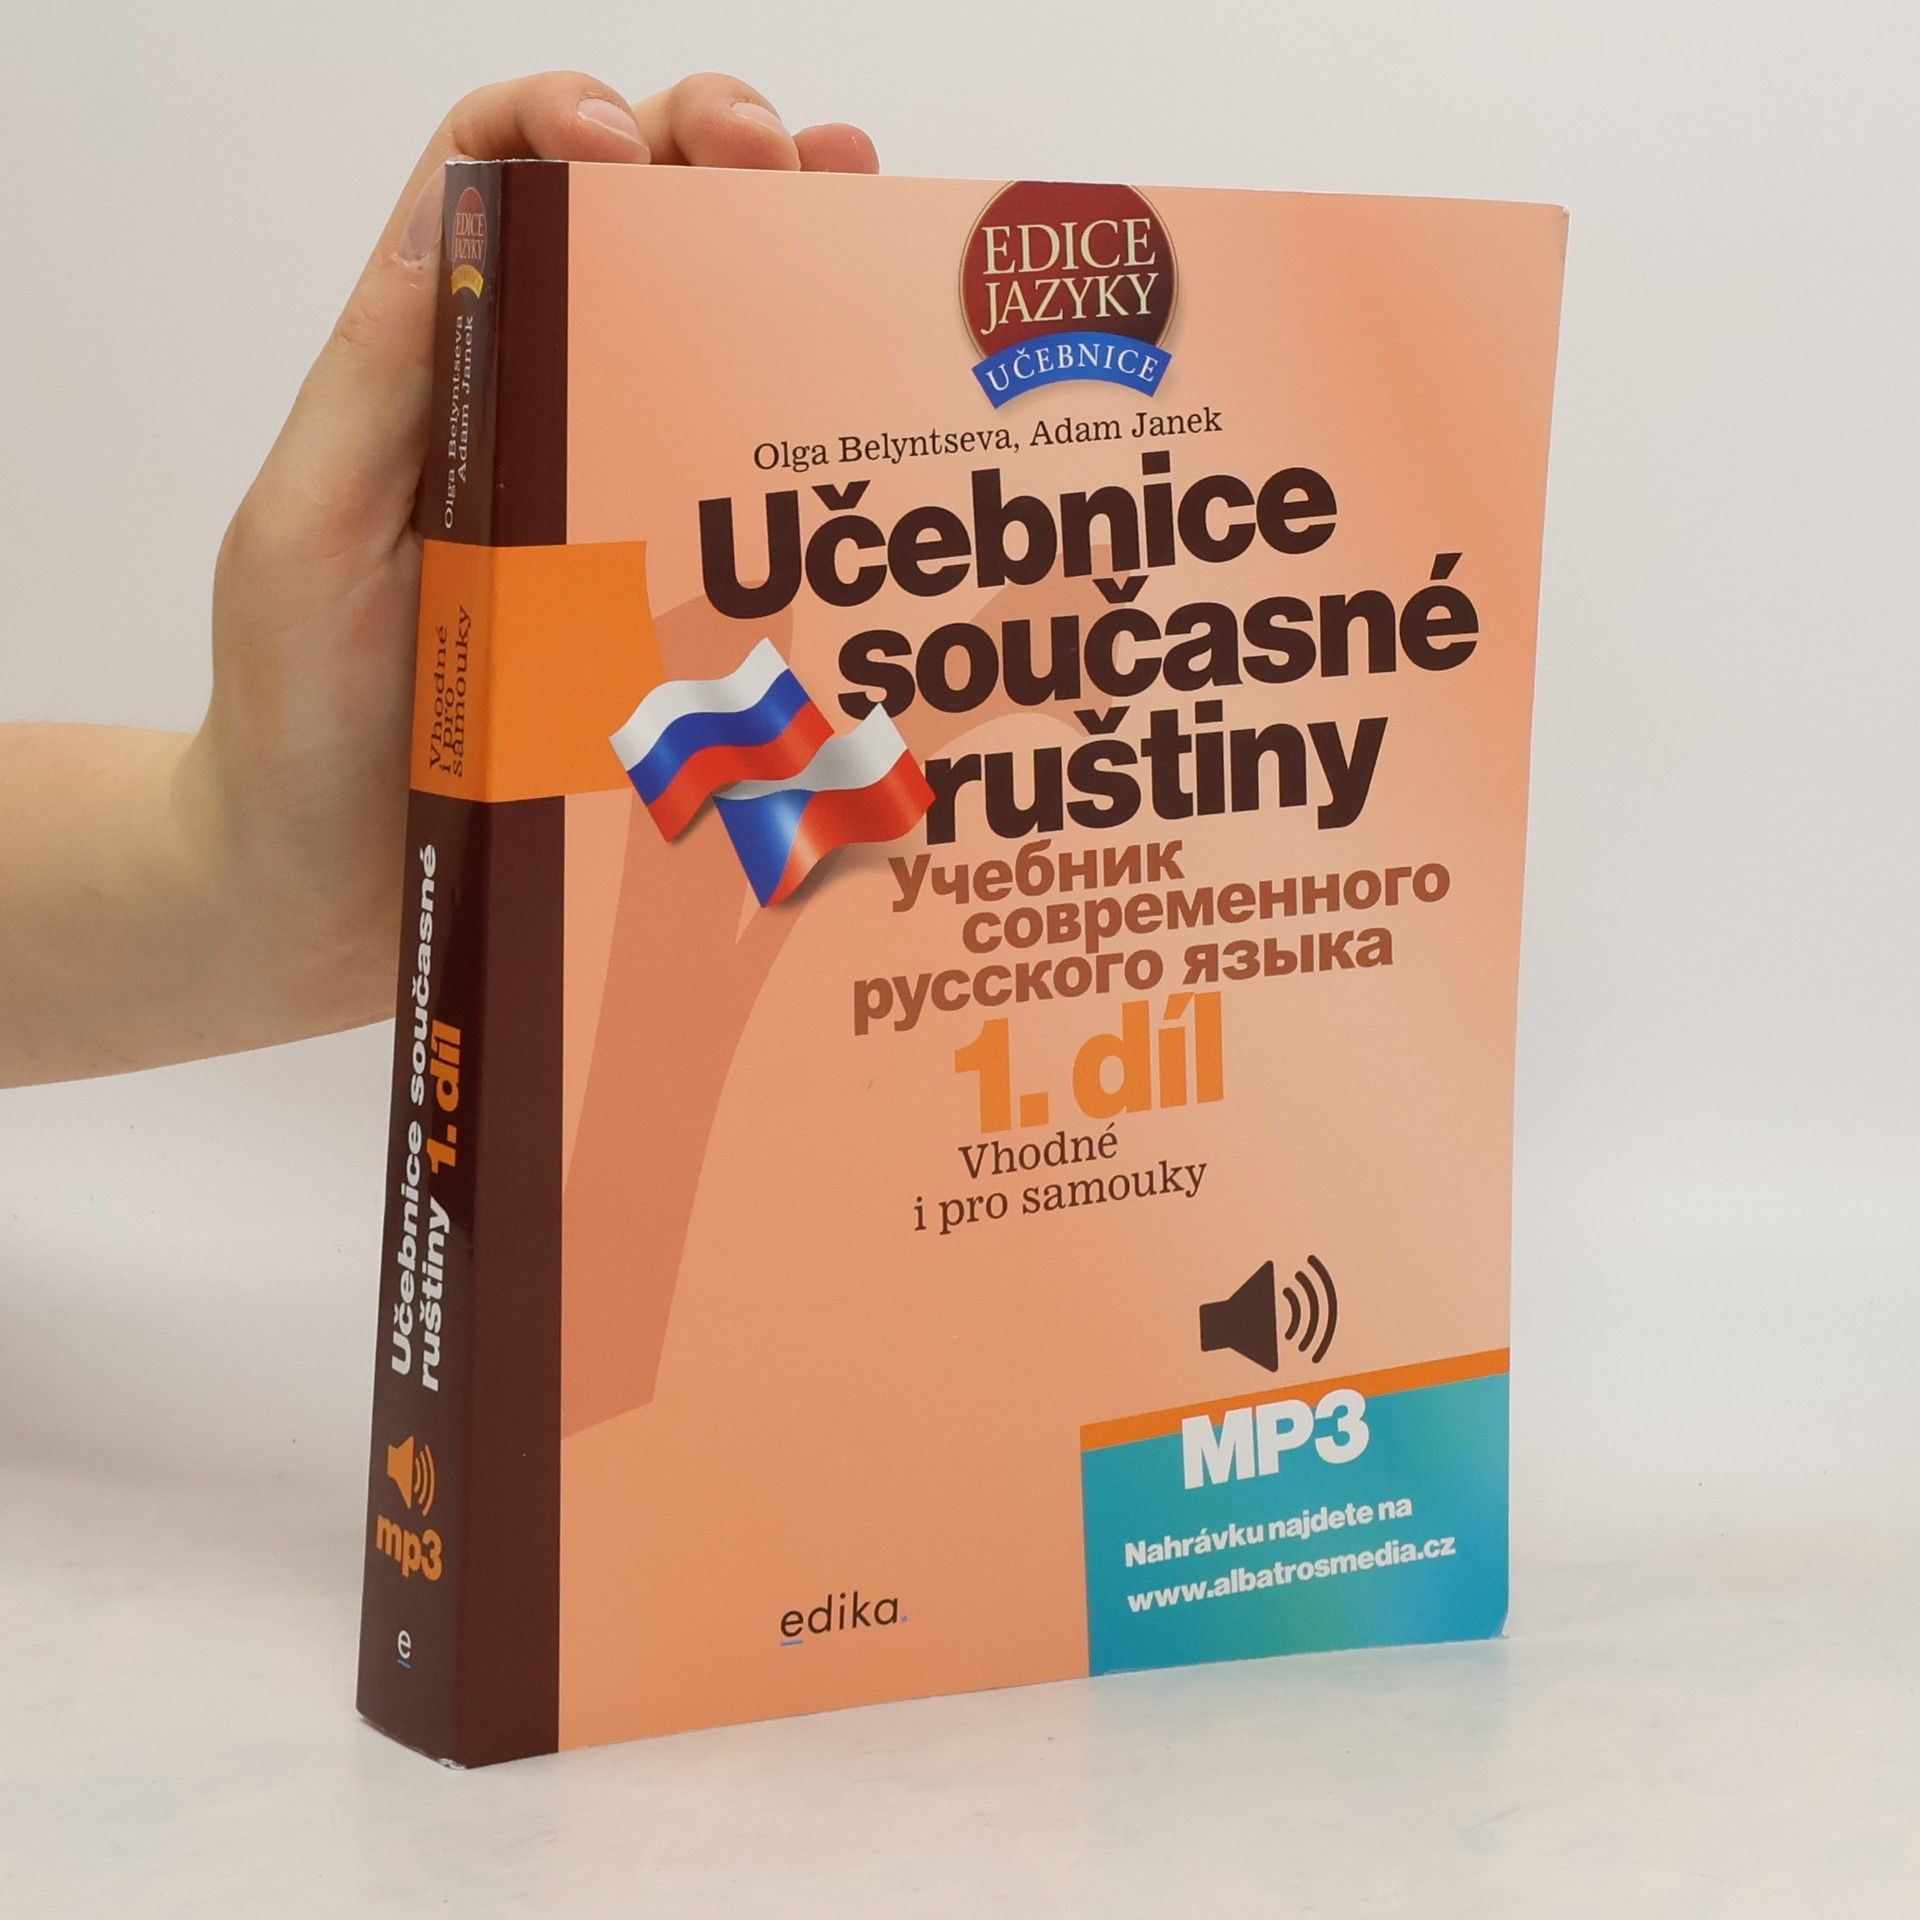 EDICE
JAZYKY
UČEBNICE
Olga Belyntseva, Adam Janek
Učebnice
současné
ruštiny
Учебник
современного
русского языка
1. díl
Vhodné
i pro samouky
MP3
Nahrávku najdete na
www.albatrosmedia.cz
edika.
EDICE
JAZYKY
Olga Belyntseva
Adam Janek
Vhodné
i pro
samouky
Učebnice současné
ruštiny 1. díl
mp3
e